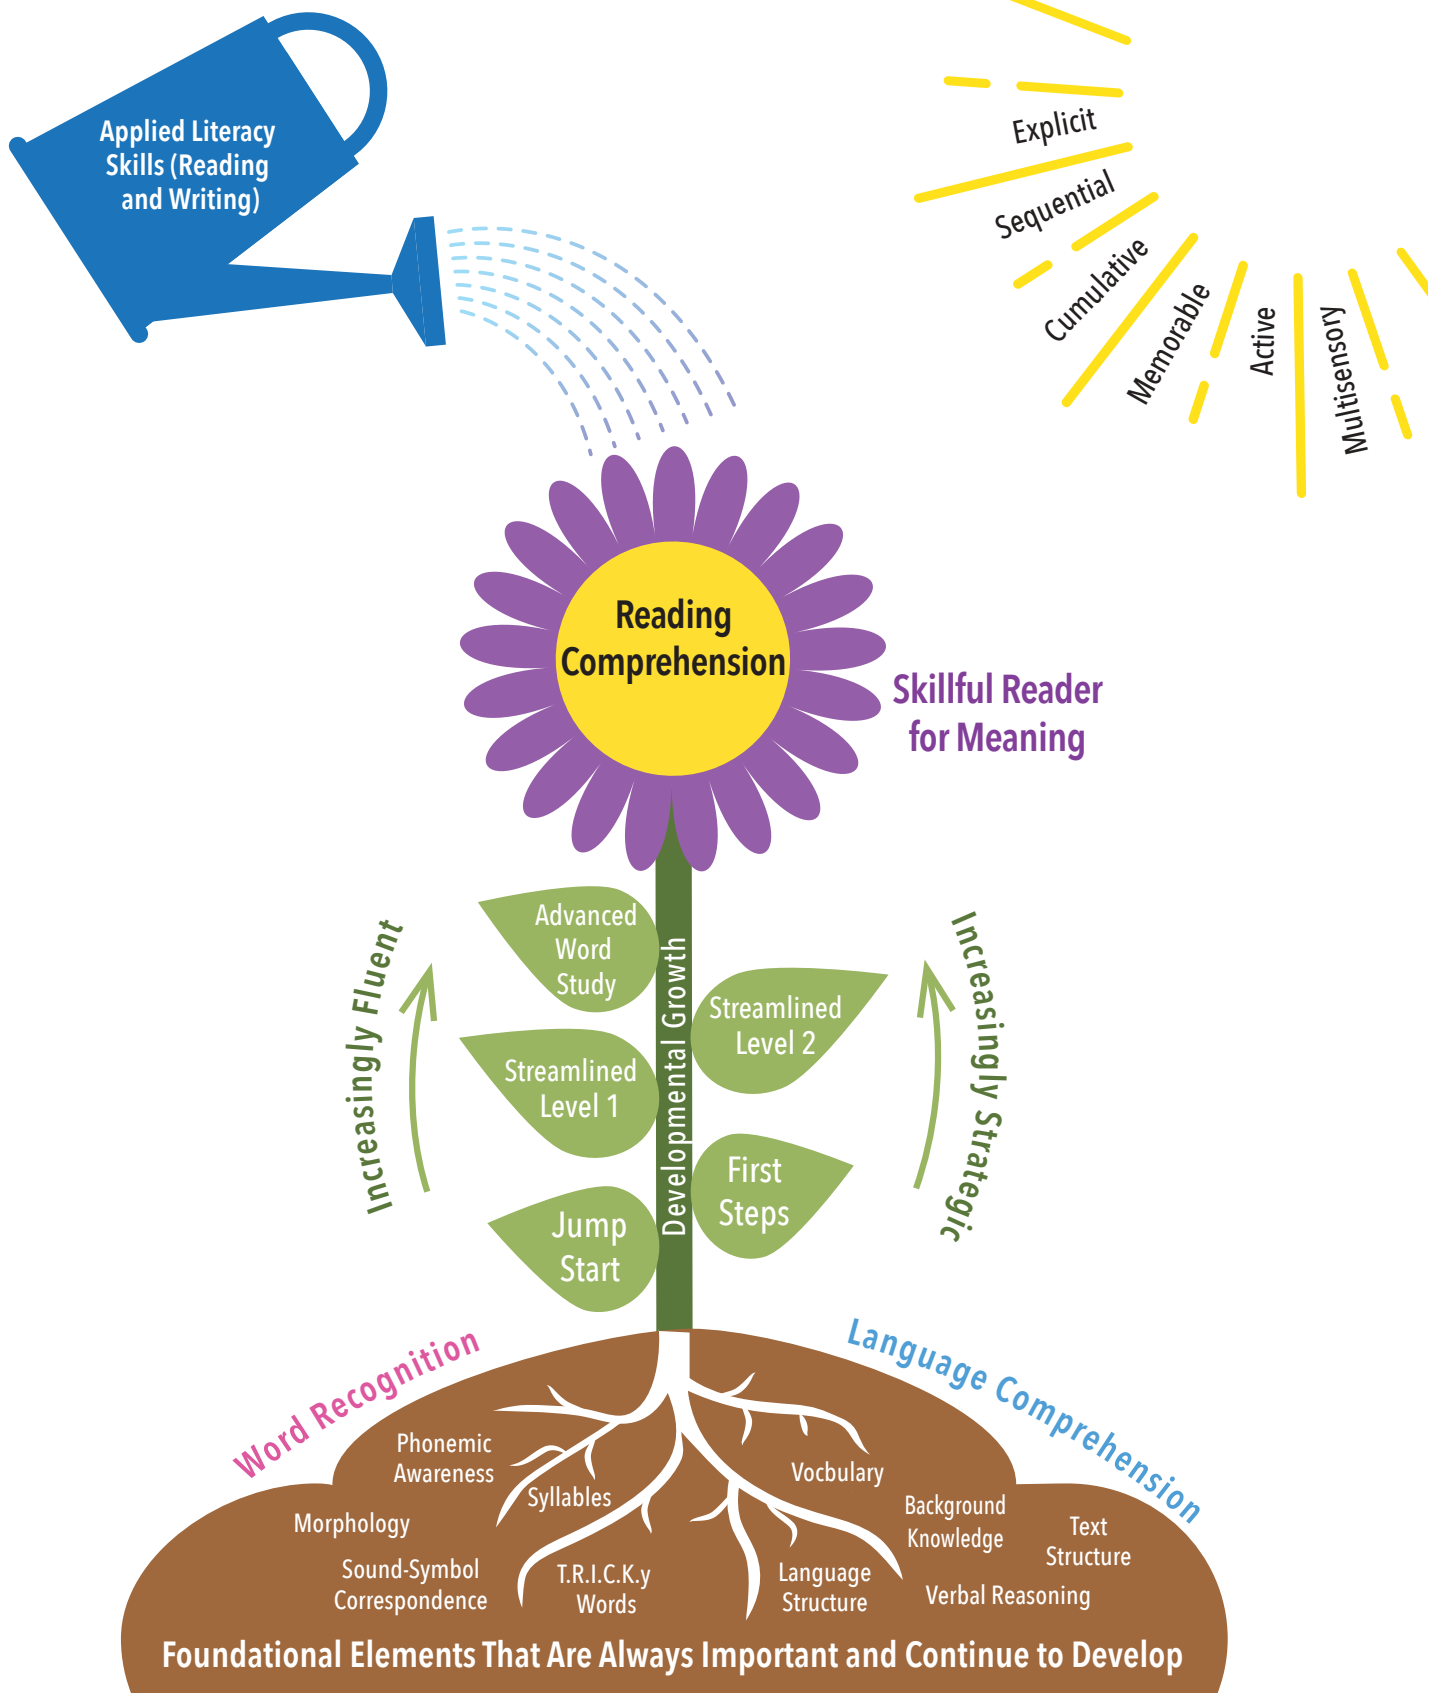 Applied Literacy
Skills (Reading
and Writing)
Explicit
Sequential
Cumulative
Memorable
Active
Multisensory
Reading
Comprehension
Skillful Reader
for Meaning
Increasingly Fluent
Advanced
Word
Study
Developmental Growth
Streamlined
Level 2
Streamlined
Level 1
First
Steps
Jump
Start
Increasingly Strategic
Word Recognition
Language Comprehension
Phonemic
Awareness
Syllables
Morphology
Sound-Symbol
Correspondence
T.R.I.C.K.y
Words
Vocbulary
Background
Knowledge
Text
Structure
Language
Structure
Verbal Reasoning
Foundational Elements That Are Always Important and Continue to Develop